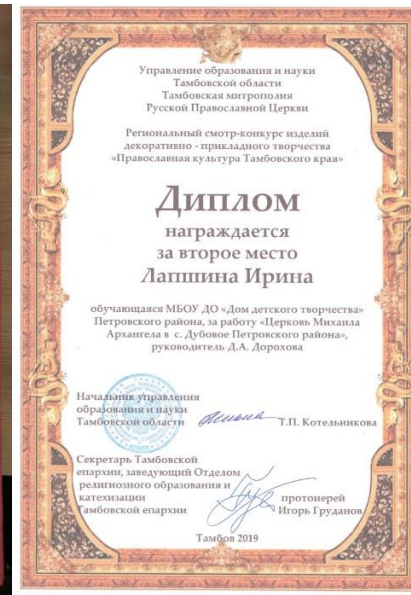 Управление образования и науки
Тамбовской области
Тамбовская митрополия
Русской Православной Церкви
Региональный смотр-конкурс изделий
декоративно - прикладного творчества
«Православная культура Тамбовского края»
Диплом
награждается
за второе место
Лапшина Ирина
обучающаяся МБОУ ДО «Дом детского творчества»
Петровского района, за работу «Церковь Михаила
Архангела в с. Дубовое Петровского района»,
руководитель Д.А. Дорохова
Начальник управления
образования и науки
Тамбовской области Т.П. Котельникова
Секретарь Тамбовской
епархии, заведующий Отделом
религиозного образования и
катехизации протоиерей
Тамбовской епархии Игорь Груданов
Тамбов 2019